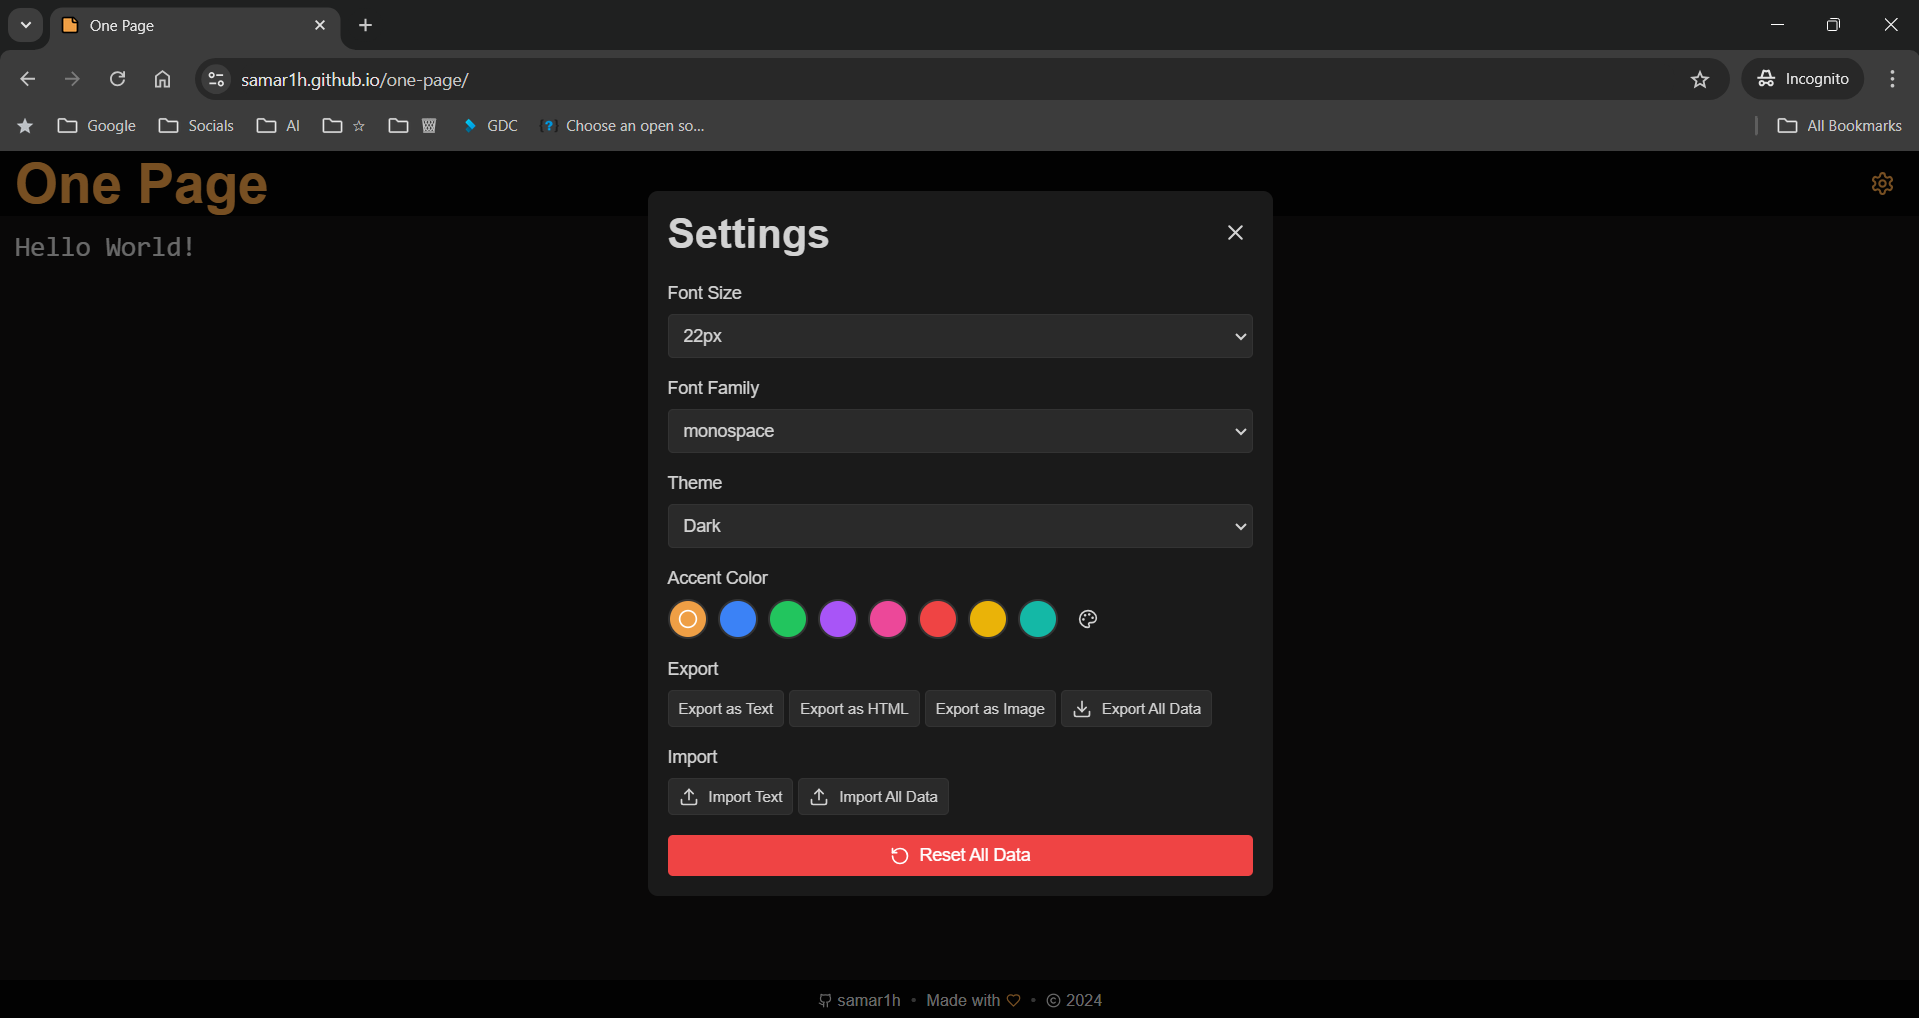 One Page
samar1h.github.io/one-page/
Incognito
Google
Socials
AI
GDC
Choose an open so...
All Bookmarks
One Page
Hello World!
Settings
Font Size
22px
Font Family
monospace
Theme
Dark
Accent Color
Export
Export as Text
Export as HTML
Export as Image
Export All Data
Import
Import Text
Import All Data
Reset All Data
samar1h • Made with ♡ • © 2024